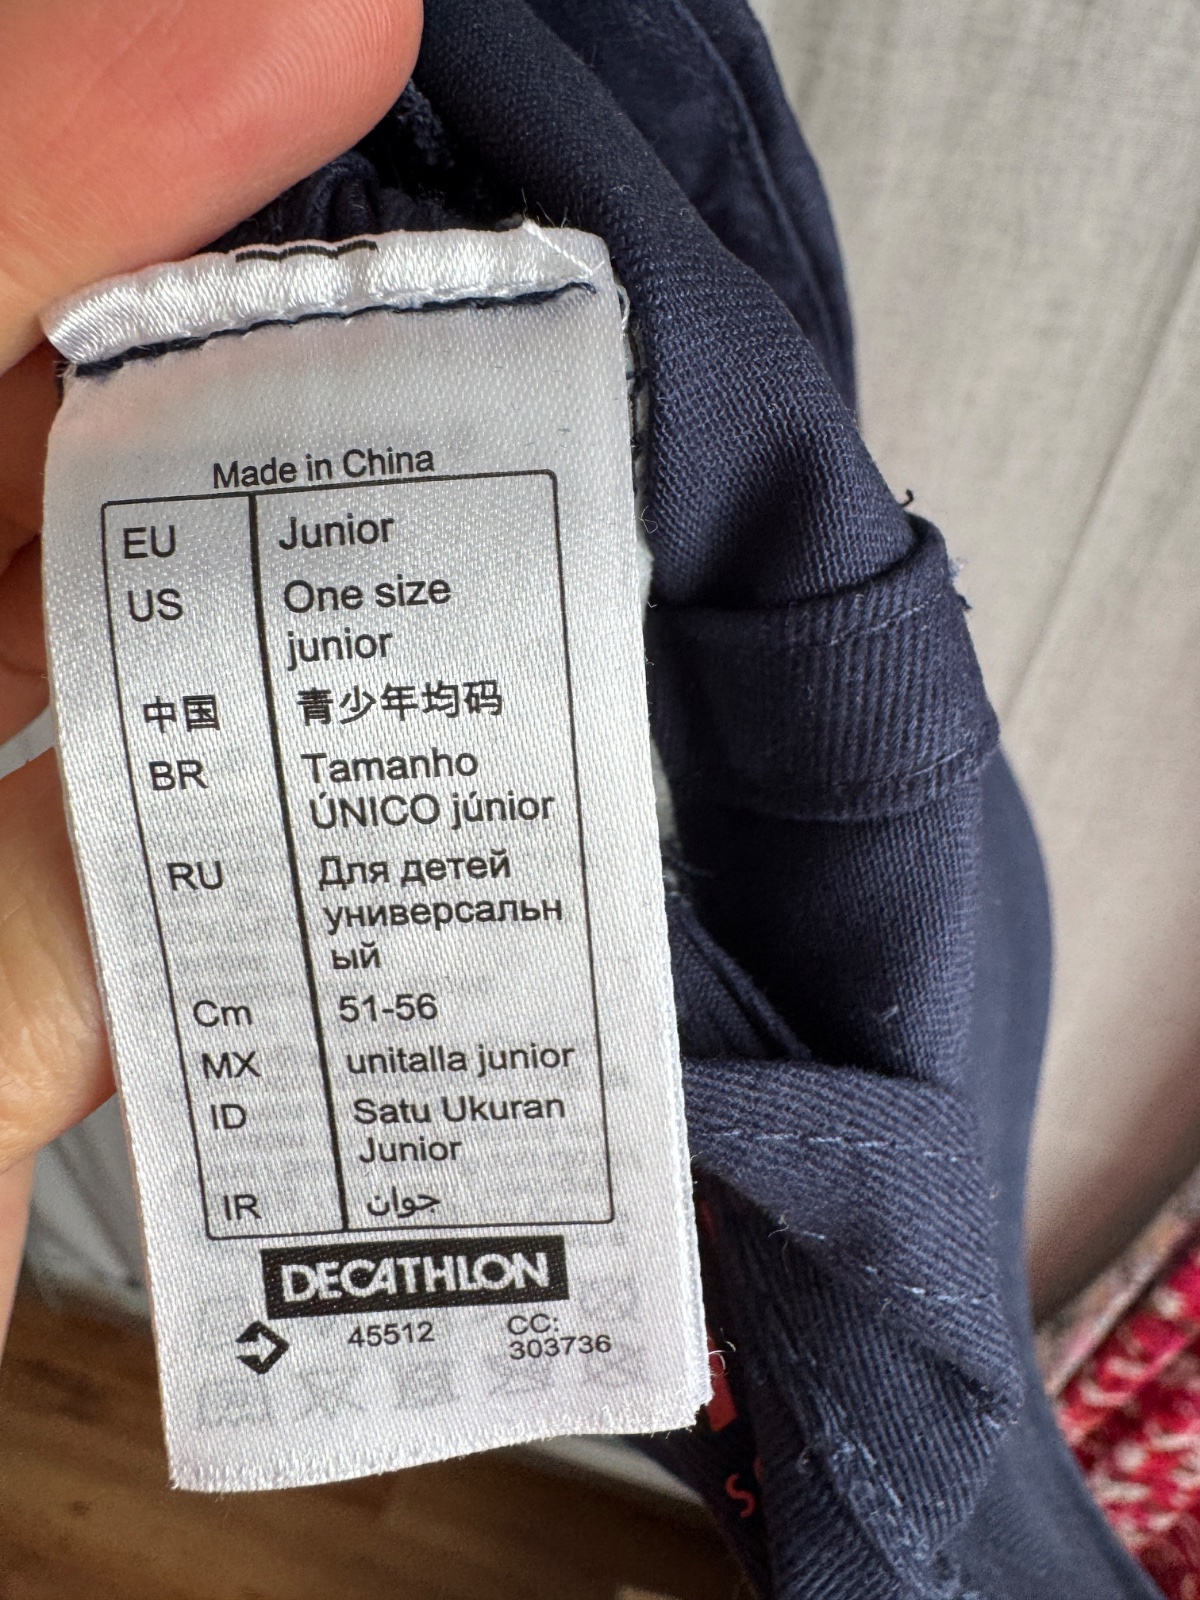 Made in China
EU Junior
US One size
junior
中国 青少年均码
BR Tamanho
ÚNICO júnior
RU Для детей
универсальн
ый
Cm 51-56
MX unitalla junior
ID Satu Ukuran
Junior
IR جوان
DECATHLON
45512 CC:
303736